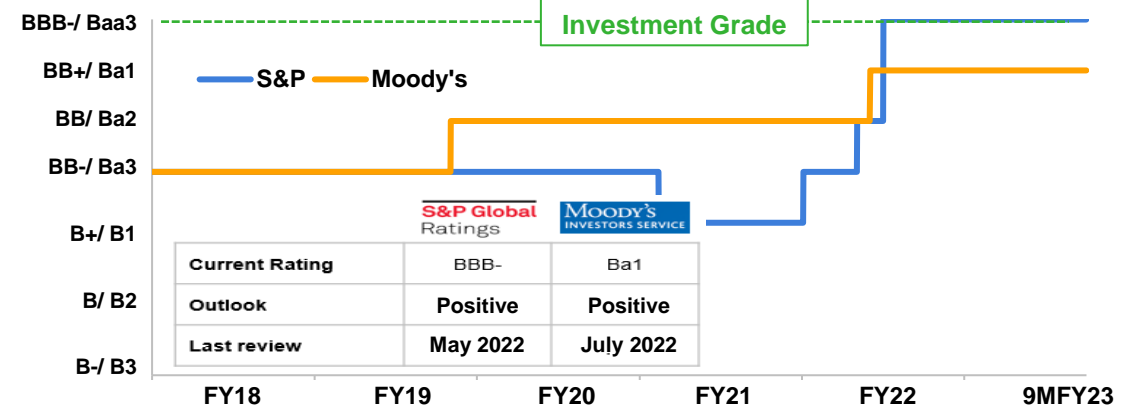 Investment Grade
BBB-/ Baa3
BB+/ Ba1
BB/ Ba2
BB-/ Ba3
B+/ B1
B/ B2
B-/ B3
S&P Moody's
S&P Global
Ratings
MOODY'S
INVESTORS SERVICE
Current Rating BBB- Ba1
Outlook Positive Positive
Last review May 2022 July 2022
FY18 FY19 FY20 FY21 FY22 9MFY23